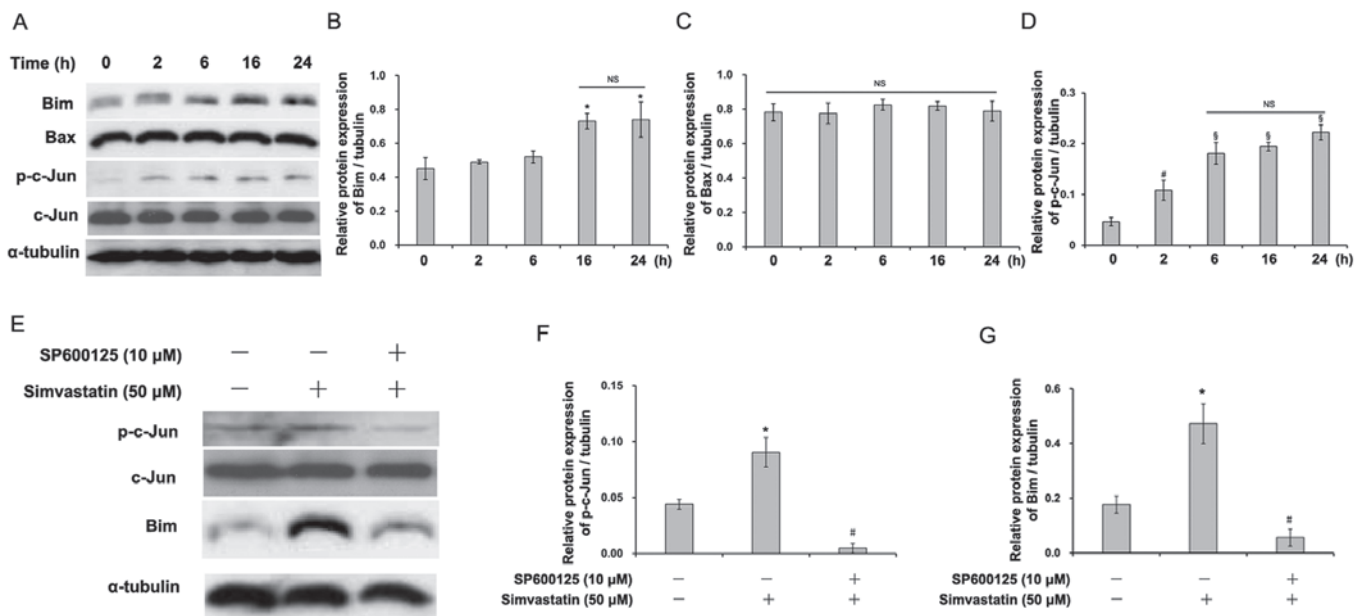 A
Time (h) 0 2 6 16 24
Bim
Bax
p-c-Jun
c-Jun
α-tubulin
B
Relative protein expression
of Bim / tubulin
1.0
0.8
0.6
0.4
0.2
0.0
NS
* *
0 2 6 16 24 (h)
C
Relative protein expression
of Bax / tubulin
1.0
0.8
0.6
0.4
0.2
0.0
NS
0 2 6 16 24 (h)
D
Relative protein expression
of p-c-Jun / tubulin
0.3
0.2
0.1
0
NS
# § § §
0 2 6 16 24 (h)
E
SP600125 (10 μM) − − +
Simvastatin (50 μM) − + +
p-c-Jun
c-Jun
Bim
α-tubulin
F
Relative protein expression
of p-c-Jun / tubulin
0.15
0.10
0.05
0.00
* #
SP600125 (10 μM) − − +
Simvastatin (50 μM) − + +
G
Relative protein expression
of Bim / tubulin
0.6
0.4
0.2
0.0
* #
SP600125 (10 μM) − − +
Simvastatin (50 μM) − + +